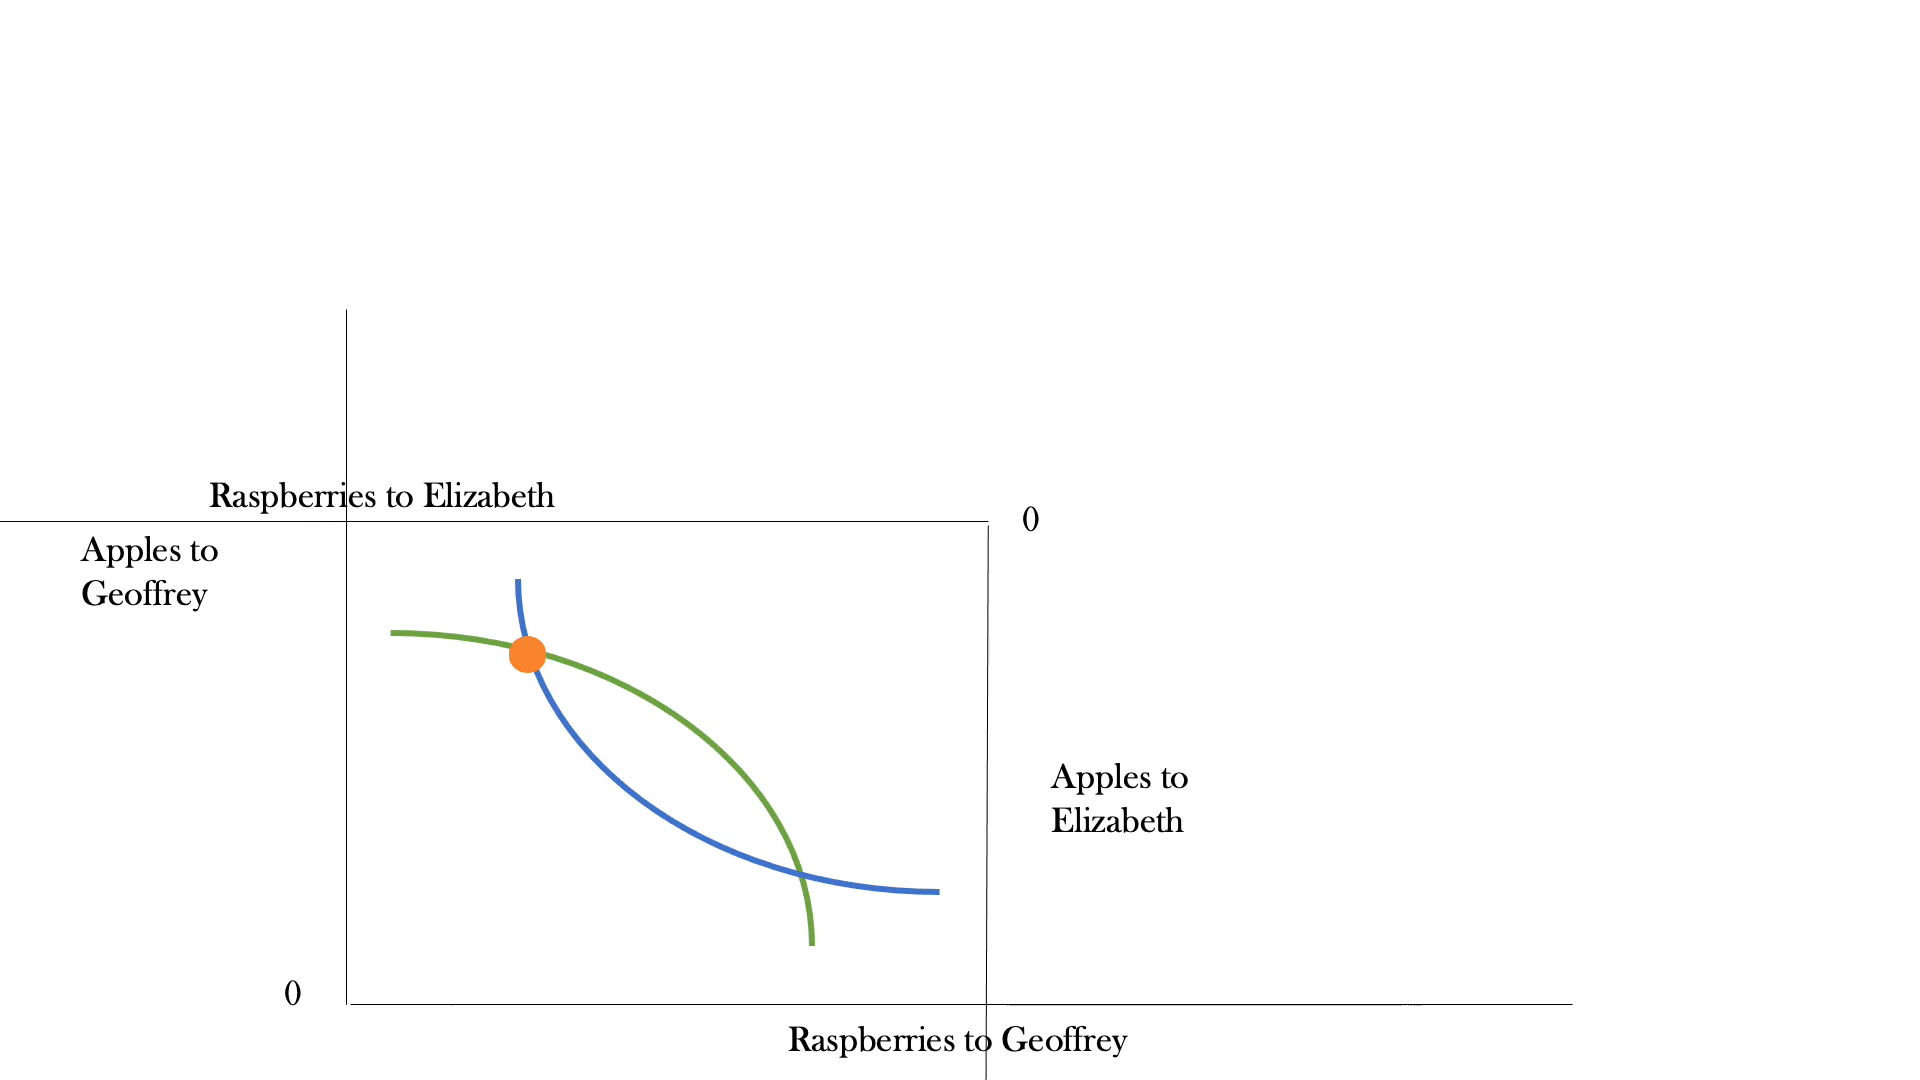 Raspberries to Elizabeth
0
Apples to
Geoffrey
Apples to
Elizabeth
0
Raspberries to Geoffrey